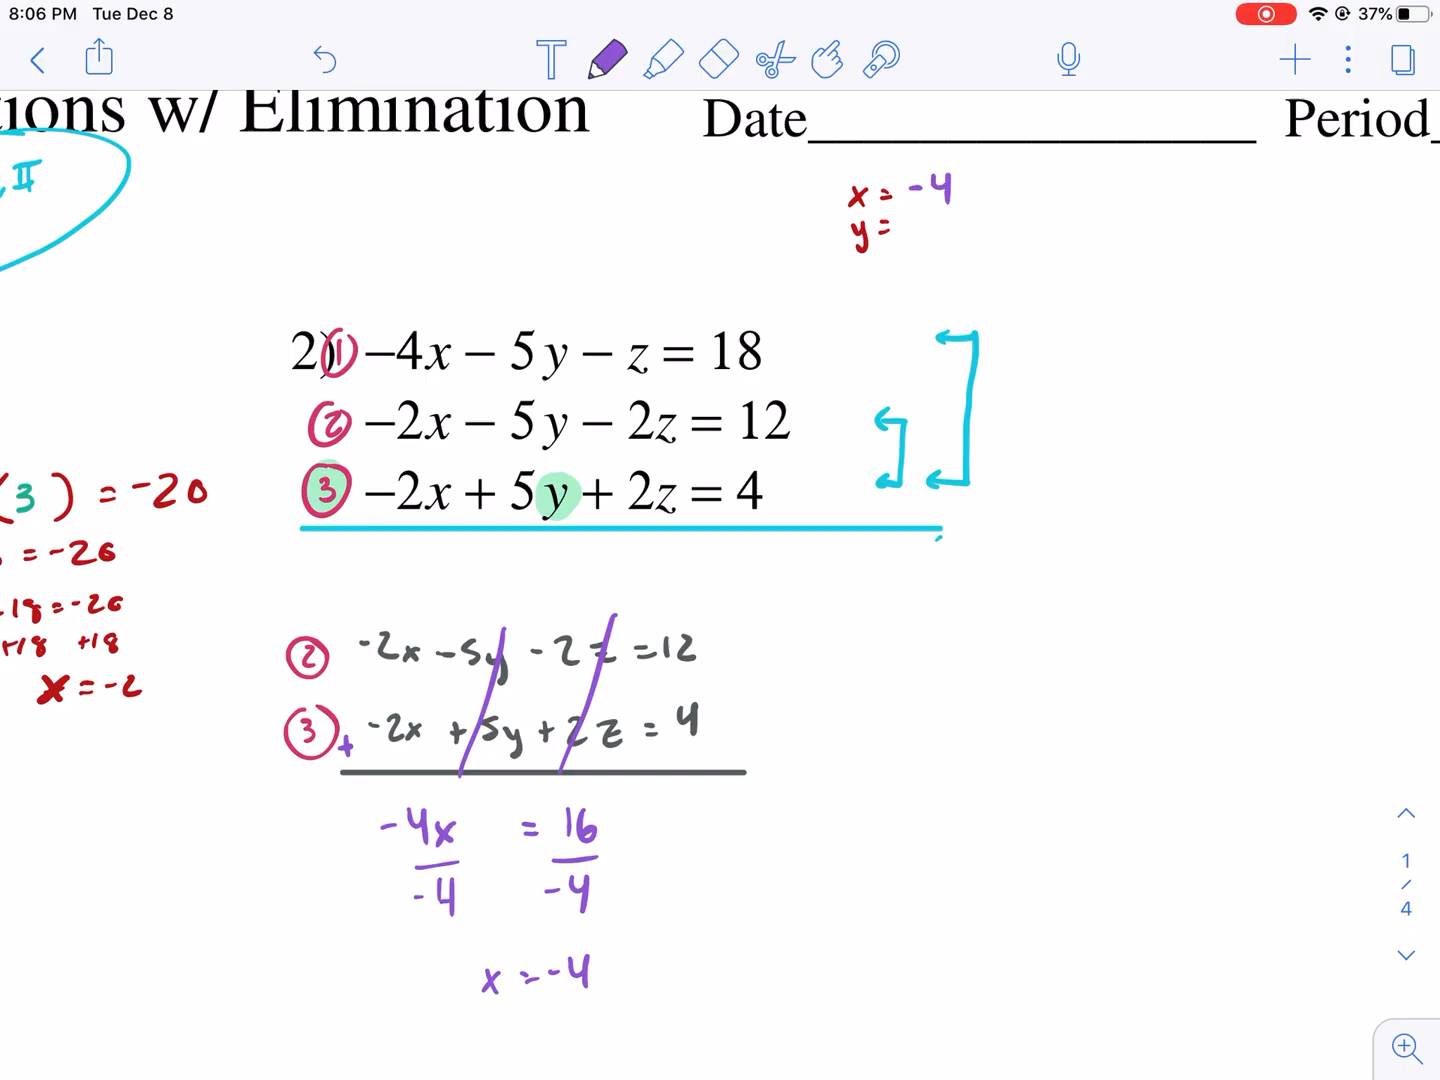 8:06 PM Tue Dec 8
37%
tions w/ Elimination Date Period
, II
x = -4
y =
2) ① −4x − 5y − z = 18
② −2x − 5y − 2z = 12
③ −2x + 5y + 2z = 4
(3) = -20
= -26
18 = -26
+18 +18
x = -2
② -2x -5y -2z = 12
③ + -2x +5y +2z = 4
-4x = 16
-4 -4
x = -4
1
/
4